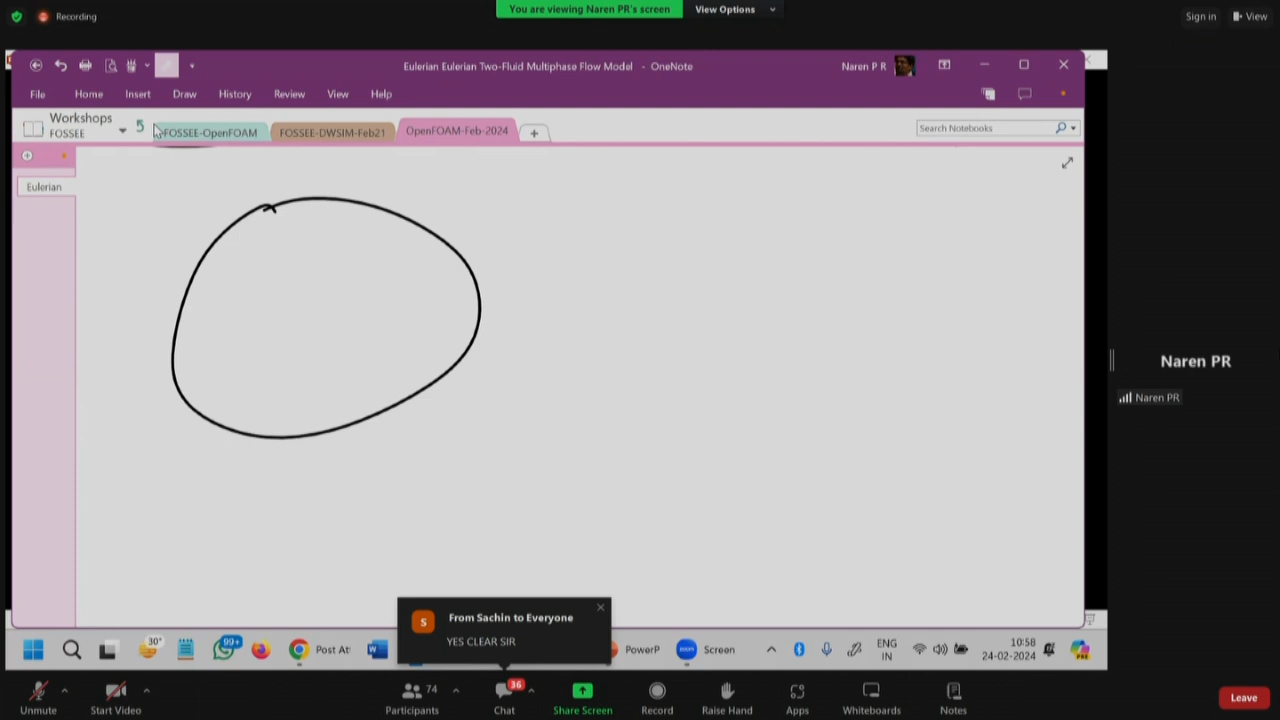 Recording
You are viewing Naren PR's screen
View Options
Sign in
View
Eulerian Eulerian Two-Fluid Multiphase Flow Model - OneNote
Naren P R
File
Home
Insert
Draw
History
Review
View
Help
Workshops
FOSSEE
FOSSEE-OpenFOAM
FOSSEE-DWSIM-Feb21
OpenFOAM-Feb-2024
Search Notebooks
Eulerian
Naren PR
Naren PR
From Sachin to Everyone
S
YES CLEAR SIR
30°
99+
Post At
PowerP
zoom
Screen
ENG
IN
10:58
24-02-2024
PRE
Unmute
Start Video
74
Participants
36
Chat
Share Screen
Record
Raise Hand
Apps
Whiteboards
Notes
Leave